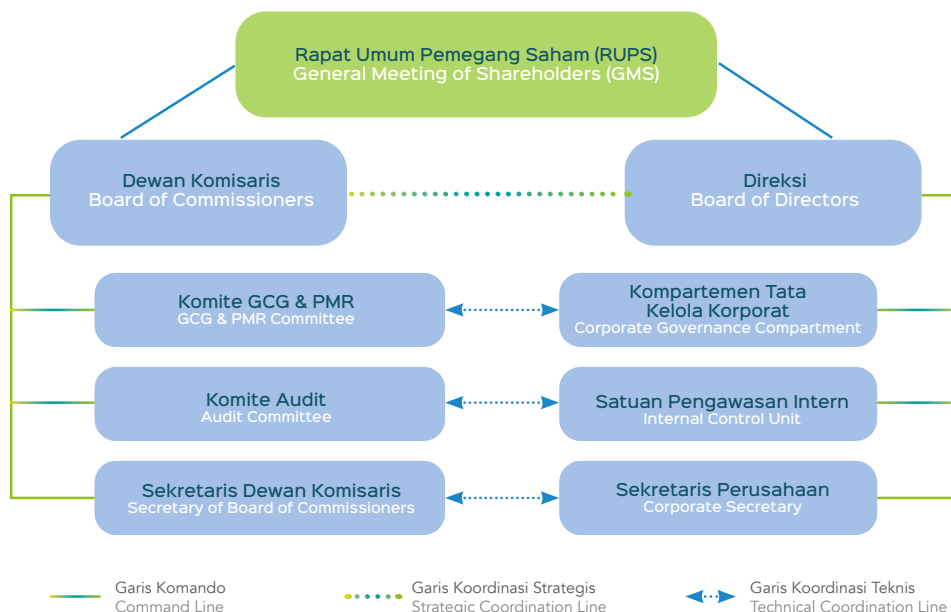 Rapat Umum Pemegang Saham (RUPS)
General Meeting of Shareholders (GMS)
Dewan Komisaris
Board of Commissioners
Direksi
Board of Directors
Komite GCG & PMR
GCG & PMR Committee
Kompartemen Tata
Kelola Korporat
Corporate Governance Compartment
Komite Audit
Audit Committee
Satuan Pengawasan Intern
Internal Control Unit
Sekretaris Dewan Komisaris
Secretary of Board of Commissioners
Sekretaris Perusahaan
Corporate Secretary
Garis Komando
Command Line
Garis Koordinasi Strategis
Strategic Coordination Line
Garis Koordinasi Teknis
Technical Coordination Line